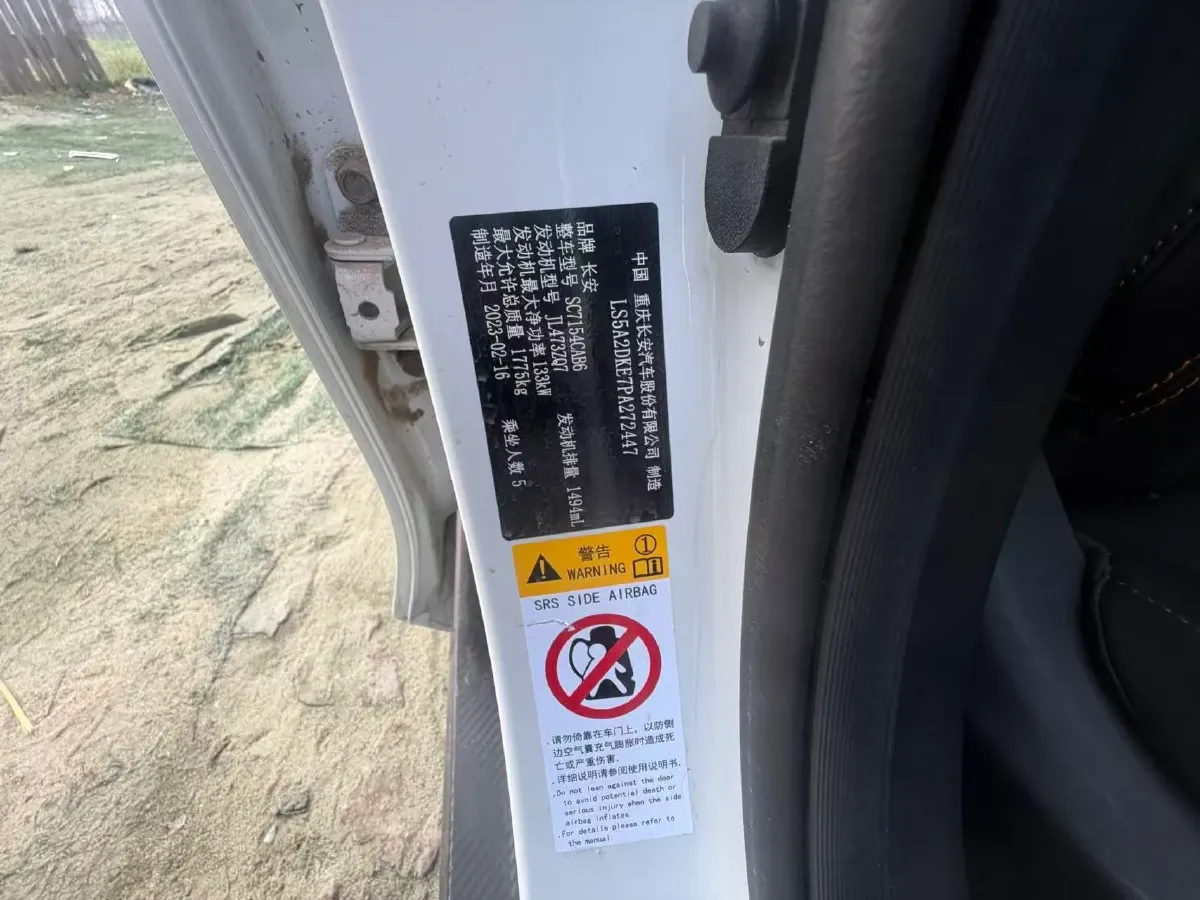 中国 重庆长安汽车股份有限公司 制造
LS5A2DKE7PA272447
品牌 长安
整车型号 SC7154CAB6
发动机型号 JL473ZQ7 发动机排量 1494mL
发动机最大净功率 133kW
最大允许总质量 1775kg
制造年月 2023-02-16 乘坐人数 5
警告 ①
WARNING i
SRS SIDE AIRBAG
.请勿倚靠在车门上, 以防侧
边空气囊充气膨胀时造成死
亡或严重伤害.
.详细说明请参阅使用说明书.
.Do not lean against the door
to avoid potential death or
serious injury when the side
airbag inflates.
.For details please refer to
the manual.